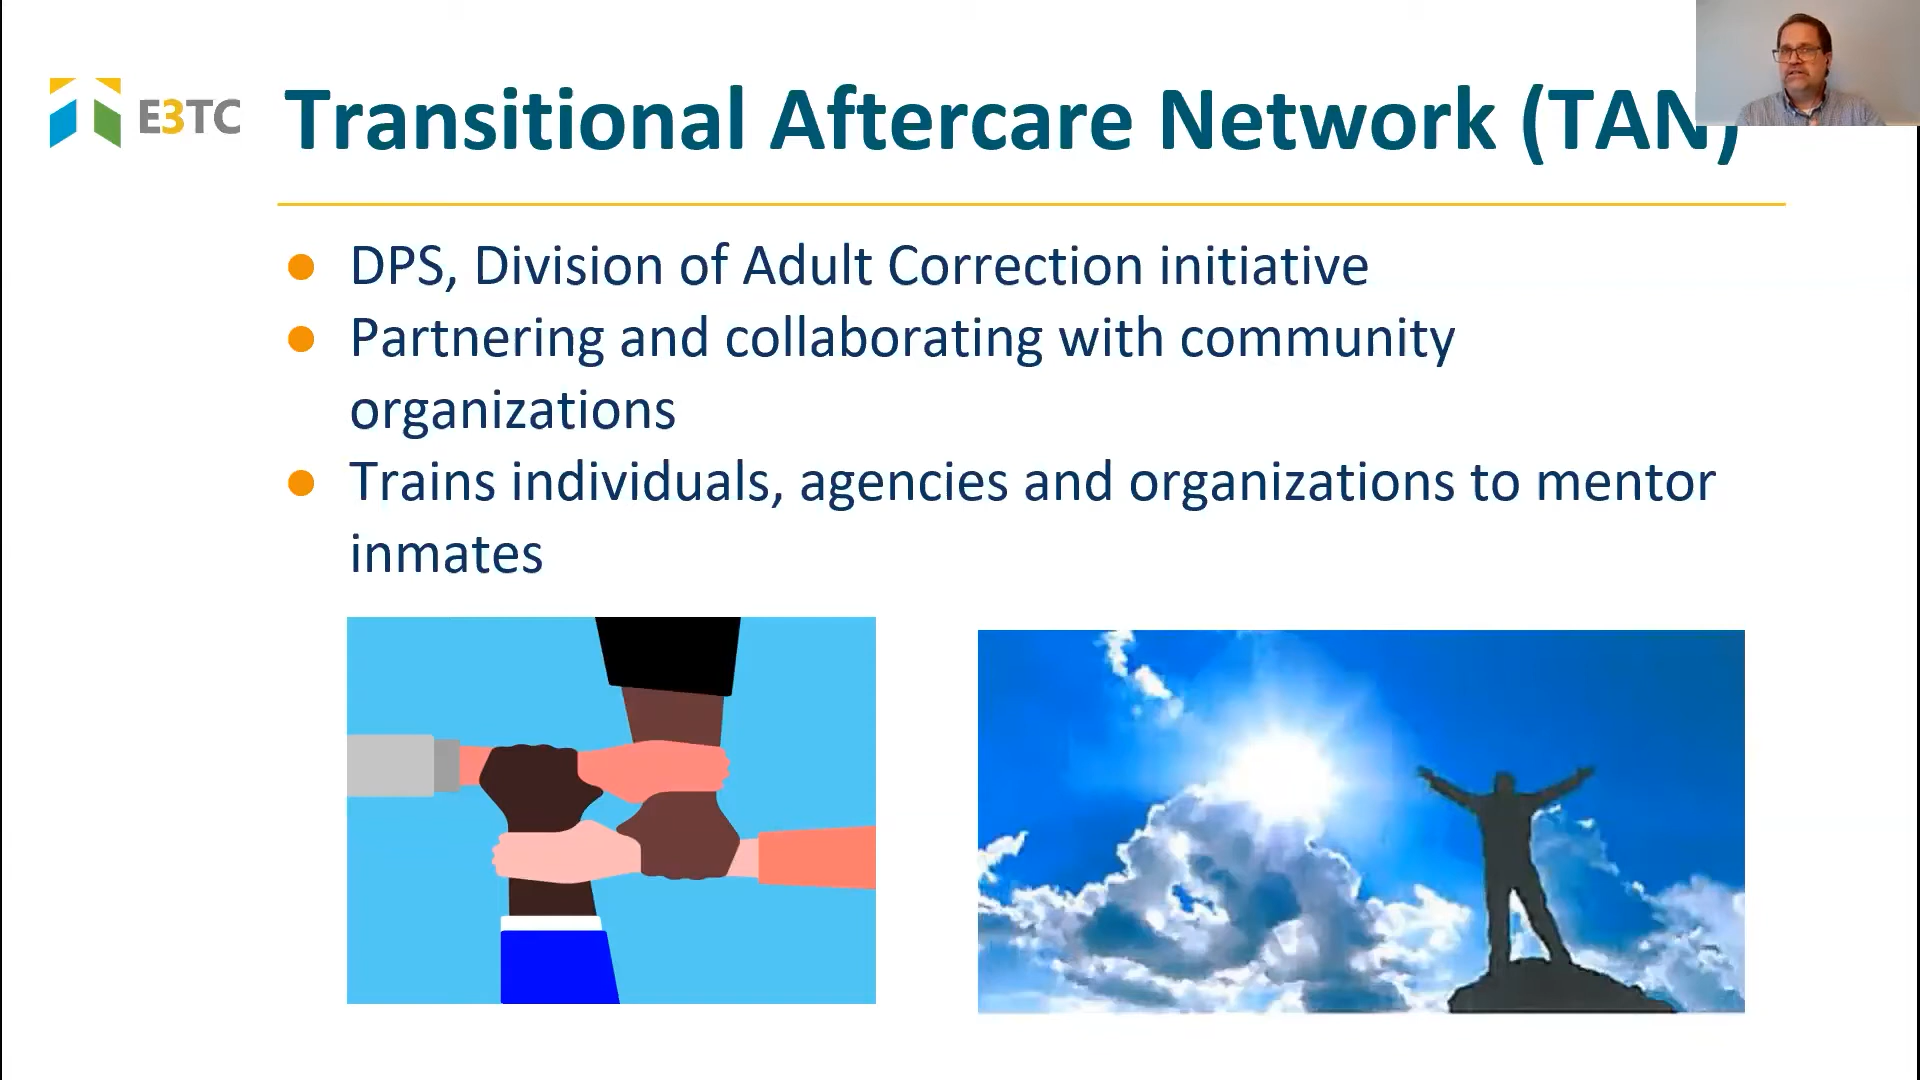 E3TC
Transitional Aftercare Network (TAN)
● DPS, Division of Adult Correction initiative
● Partnering and collaborating with community
organizations
● Trains individuals, agencies and organizations to mentor
inmates